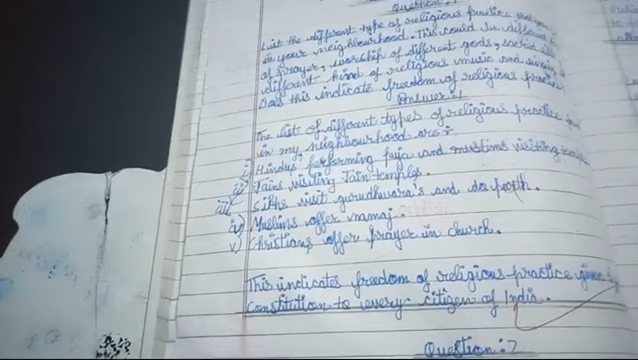 Question :-1
List the different type of religious practice that you
in your neighbourhood. This could be different
of prayer, worship of different gods, sacred
different kind of religious music and singing
Does this indicate freedom of religious practice
Answer :-1
The list of different types of religious practice
in my neighbourhood are :-
i) Hindus performing puja and visiting
ii) Jains visiting Jain temples.
iii) Sikhs visit gurudhwara's and do path.
iv) Muslims offer namaj.
v) Christians offer prayer in church.
This indicates freedom of religious practice given
Constitution to every citizen of India.
Question :-2